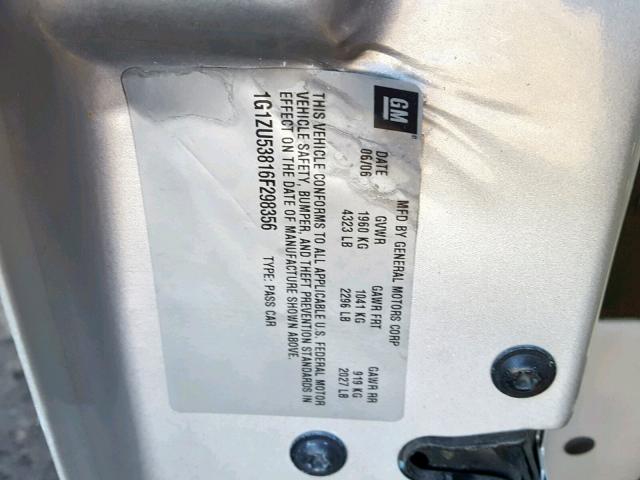 GM
MFD BY GENERAL MOTORS CORP
DATE GVWR GAWR FRT GAWR RR
06/06 1960 KG 1041 KG 919 KG
4323 LB 2296 LB 2027 LB
THIS VEHICLE CONFORMS TO ALL APPLICABLE U.S. FEDERAL MOTOR
VEHICLE SAFETY, BUMPER, AND THEFT PREVENTION STANDARDS IN
EFFECT ON THE DATE OF MANUFACTURE SHOWN ABOVE.
1G1ZU53816F298356 TYPE: PASS CAR